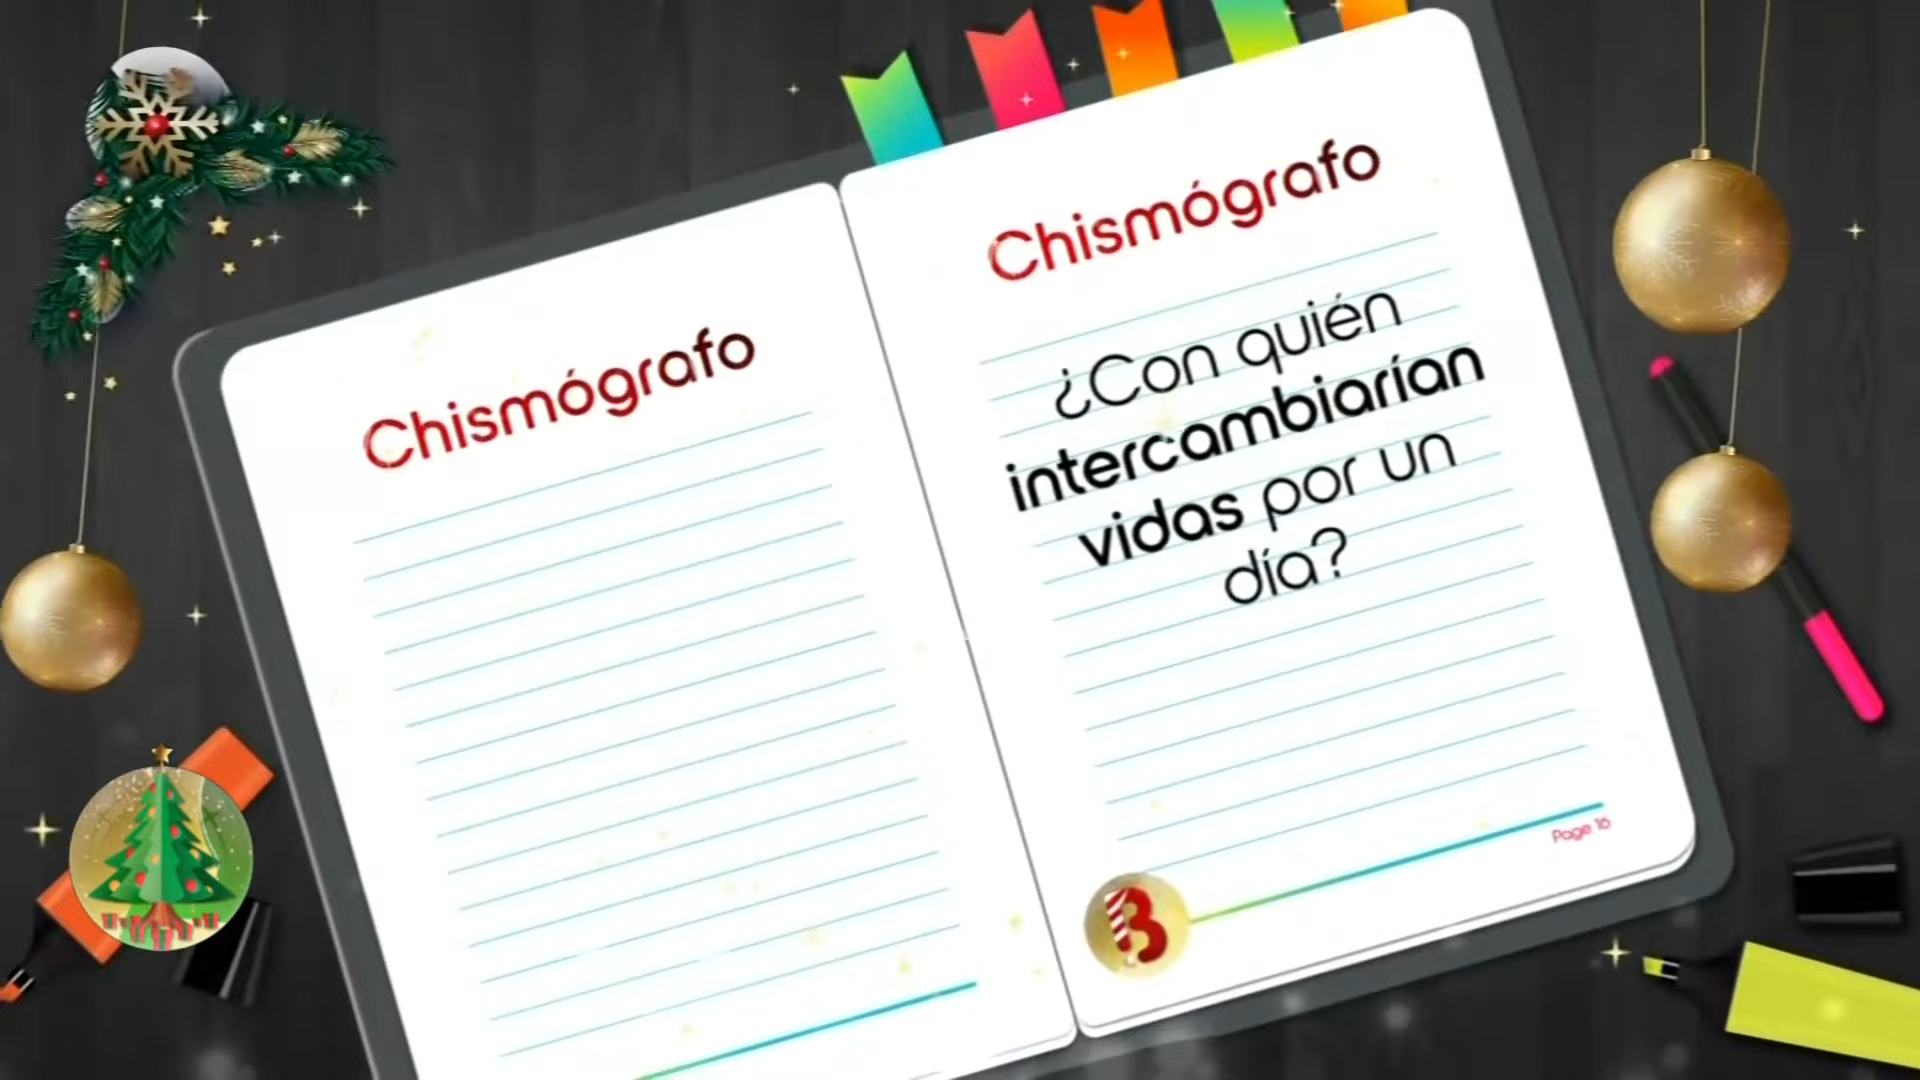 Chismógrafo
Chismógrafo
¿Con quién
intercambiarían
vidas por un
día?
Page 16
B